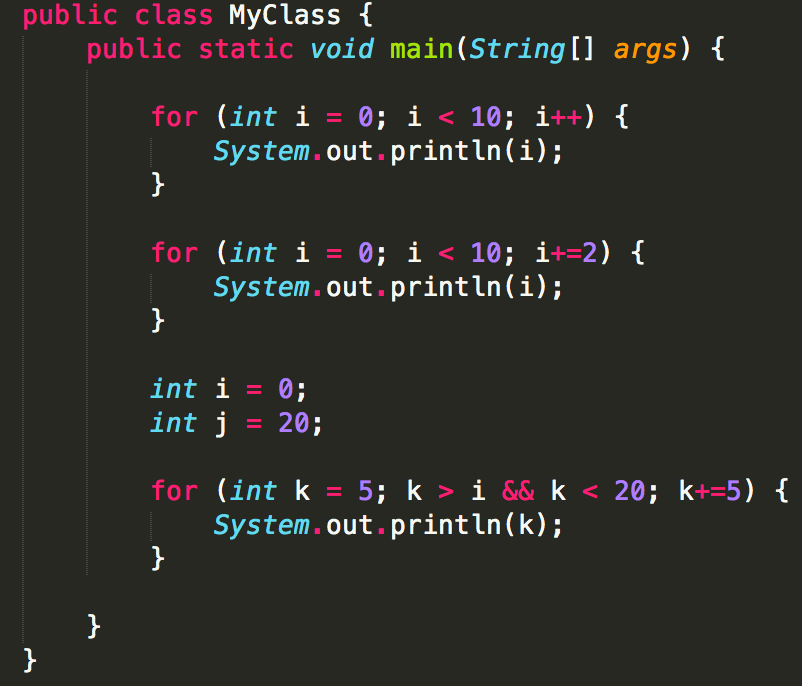 public class MyClass {
    public static void main(String[] args) {

        for (int i = 0; i < 10; i++) {
            System.out.println(i);
        }

        for (int i = 0; i < 10; i+=2) {
            System.out.println(i);
        }

        int i = 0;
        int j = 20;

        for (int k = 5; k > i && k < 20; k+=5) {
            System.out.println(k);
        }

    }
}